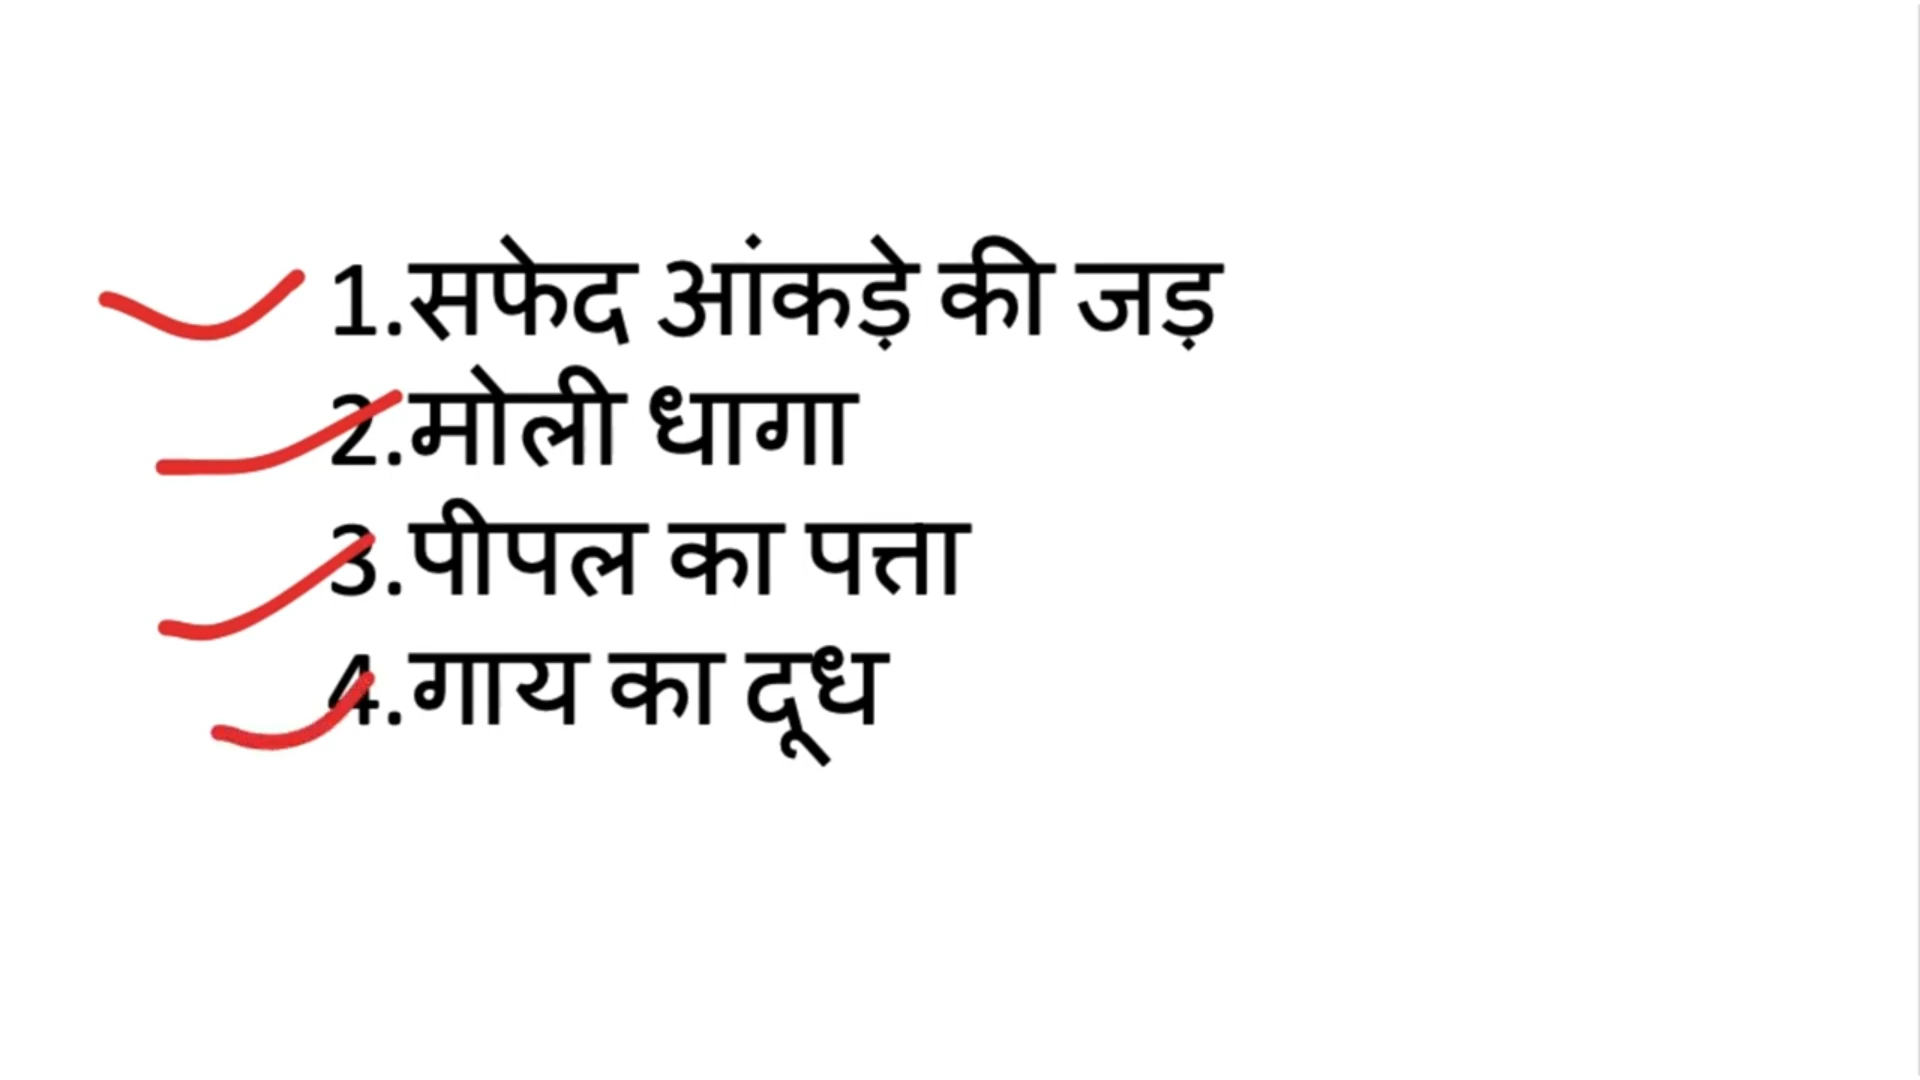 1.सफेद आंकड़े की जड़
2.मोली धागा
3.पीपल का पत्ता
4.गाय का दूध